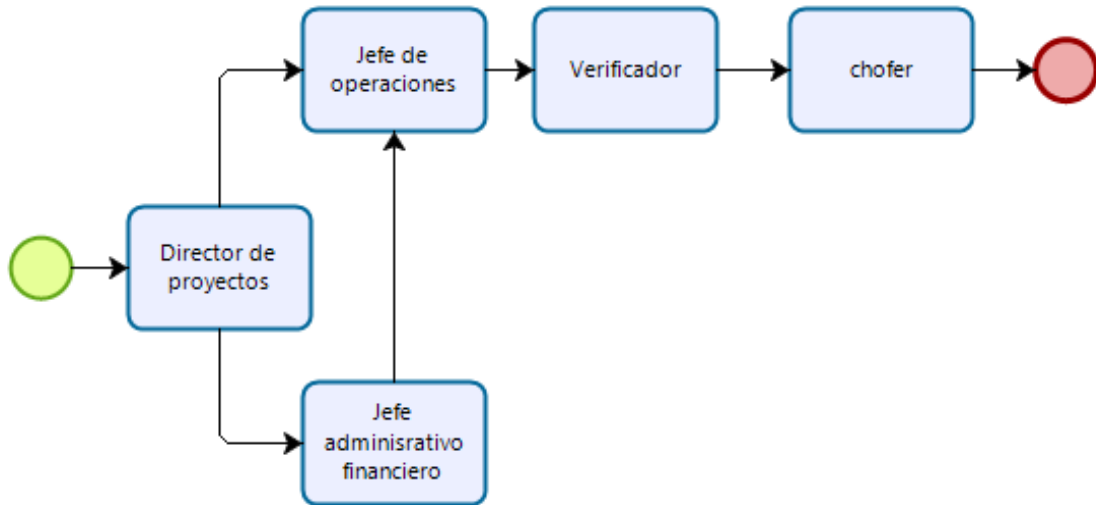 Jefe de
operaciones
Verificador
chofer
Director de
proyectos
Jefe
adminisrativo
financiero